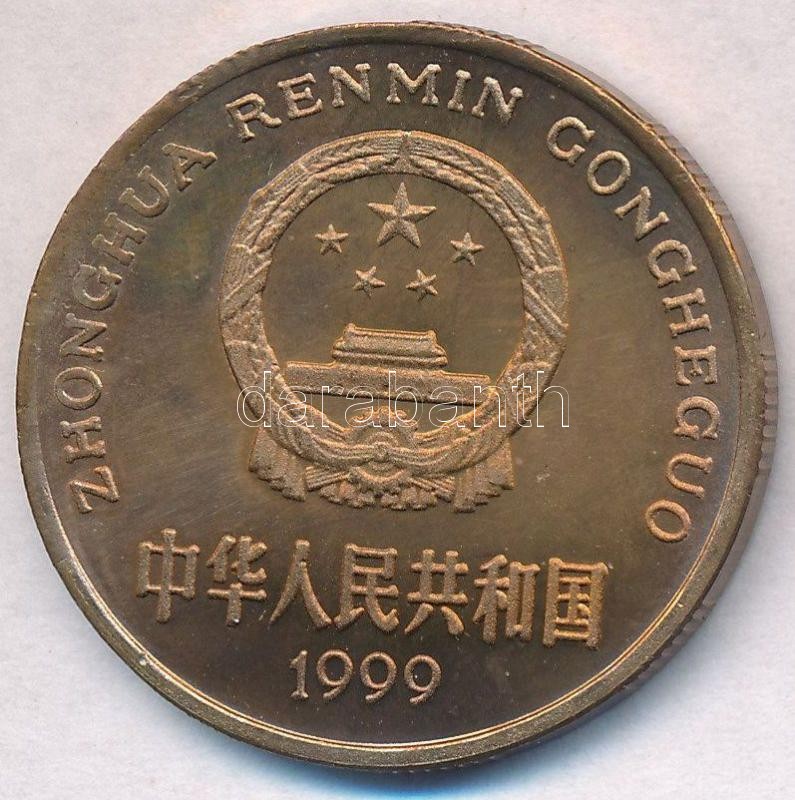 ZHONGHUA RENMIN GONGHEGUO
darabanth
中华人民共和国
1999